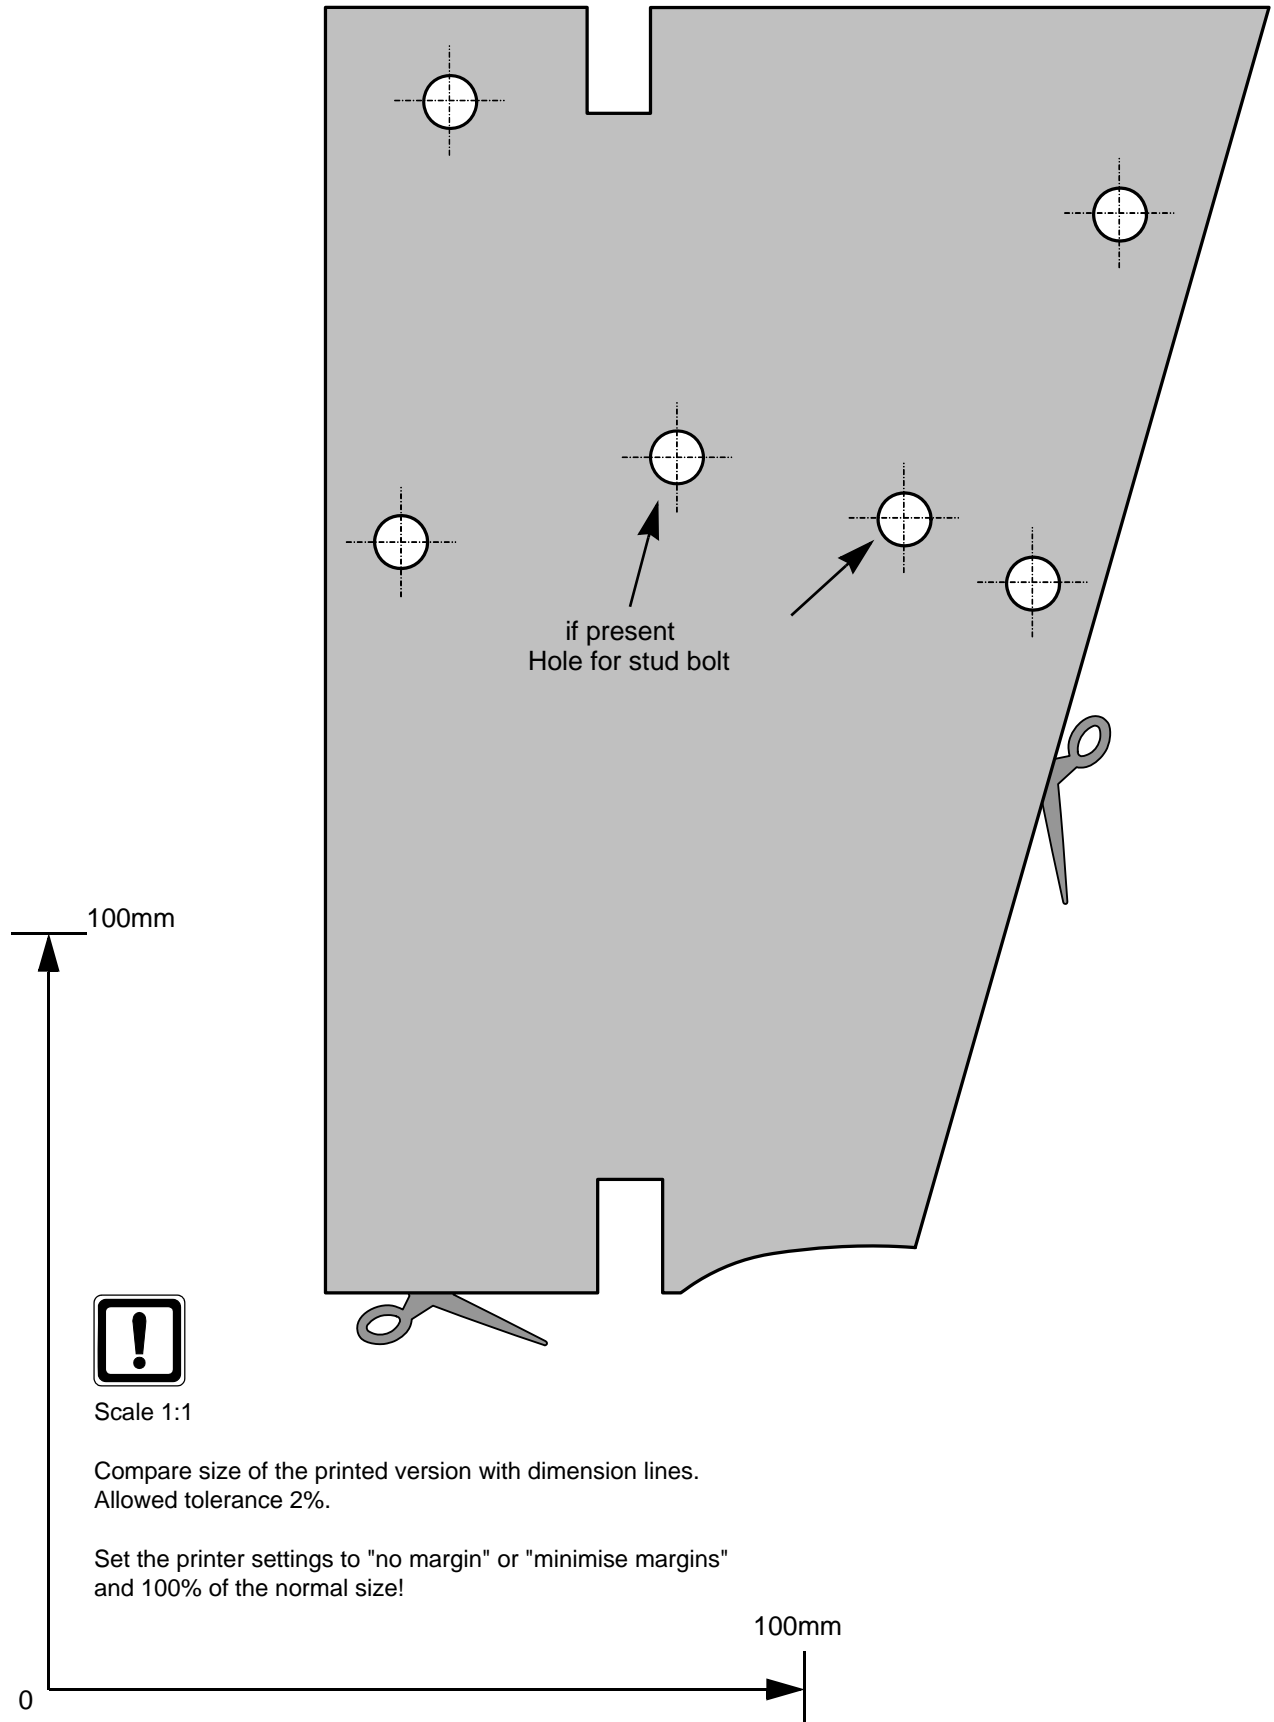 if present
Hole for stud bolt
100mm
Scale 1:1
Compare size of the printed version with dimension lines.
Allowed tolerance 2%.
Set the printer settings to "no margin" or "minimise margins"
and 100% of the normal size!
100mm
0